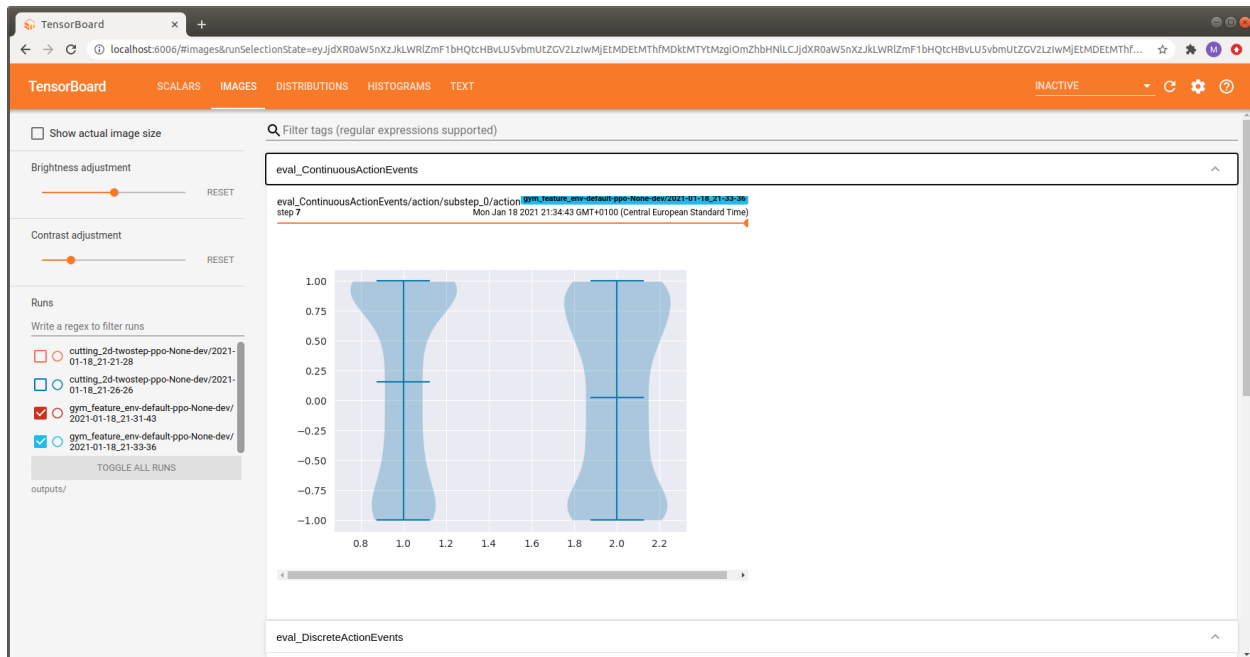 TensorBoard
localhost:6006/#images&runSelectionState=eyJjdXR0aW5nXzJkLWRlZmF1bHQtcHBvLU5vbmUtZGV2LzIwMjEtMDEtMThfMDktMTYtMzgiOmZhbHNlLCJjdXR0aW5nXzJkLWRlZmF1bHQtcHBvLU5vbmUtZGV2LzIwMjEtMDEtMThf...
M
TensorBoard
SCALARS
IMAGES
DISTRIBUTIONS
HISTOGRAMS
TEXT
INACTIVE
Show actual image size
Brightness adjustment
RESET
Contrast adjustment
RESET
Runs
Write a regex to filter runs
cutting_2d-twostep-ppo-None-dev/2021-
01-18_21-21-28
cutting_2d-twostep-ppo-None-dev/2021-
01-18_21-26-26
gym_feature_env-default-ppo-None-dev/
2021-01-18_21-31-43
gym_feature_env-default-ppo-None-dev/
2021-01-18_21-33-36
TOGGLE ALL RUNS
outputs/
Filter tags (regular expressions supported)
eval_ContinuousActionEvents
eval_ContinuousActionEvents/action/substep_0/action
gym_feature_env-default-ppo-None-dev/2021-01-18_21-33-36
step 7
Mon Jan 18 2021 21:34:43 GMT+0100 (Central European Standard Time)
1.00
0.75
0.50
0.25
0.00
−0.25
−0.50
−0.75
−1.00
0.8 1.0 1.2 1.4 1.6 1.8 2.0 2.2
eval_DiscreteActionEvents